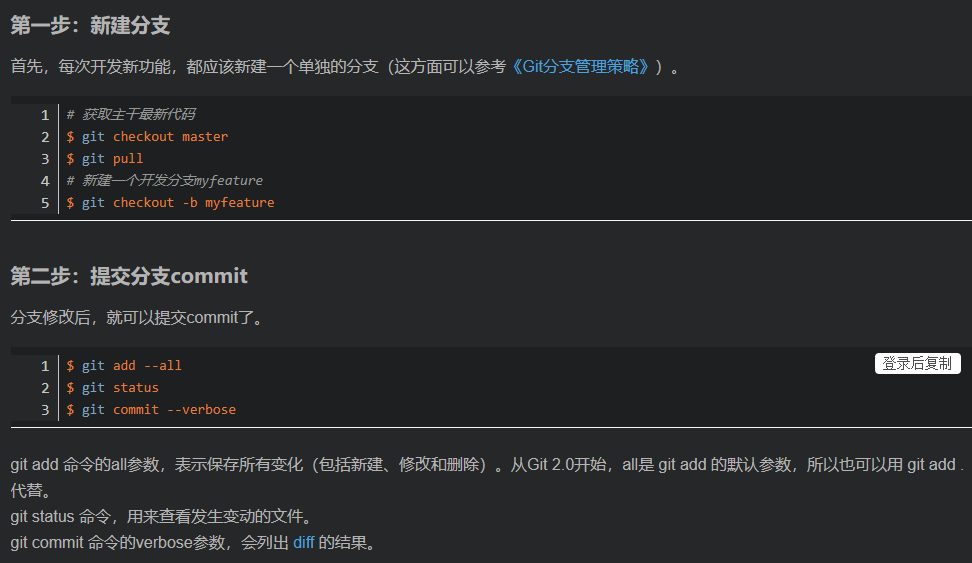 第一步：新建分支
首先，每次开发新功能，都应该新建一个单独的分支（这方面可以参考《Git分支管理策略》）。
1 # 获取主干最新代码
2 $ git checkout master
3 $ git pull
4 # 新建一个开发分支myfeature
5 $ git checkout -b myfeature
第二步：提交分支commit
分支修改后，就可以提交commit了。
1 $ git add --all
登录后复制
2 $ git status
3 $ git commit --verbose
git add 命令的all参数，表示保存所有变化（包括新建、修改和删除）。从Git 2.0开始，all是 git add 的默认参数，所以也可以用 git add .
代替。
git status 命令，用来查看发生变动的文件。
git commit 命令的verbose参数，会列出 diff 的结果。